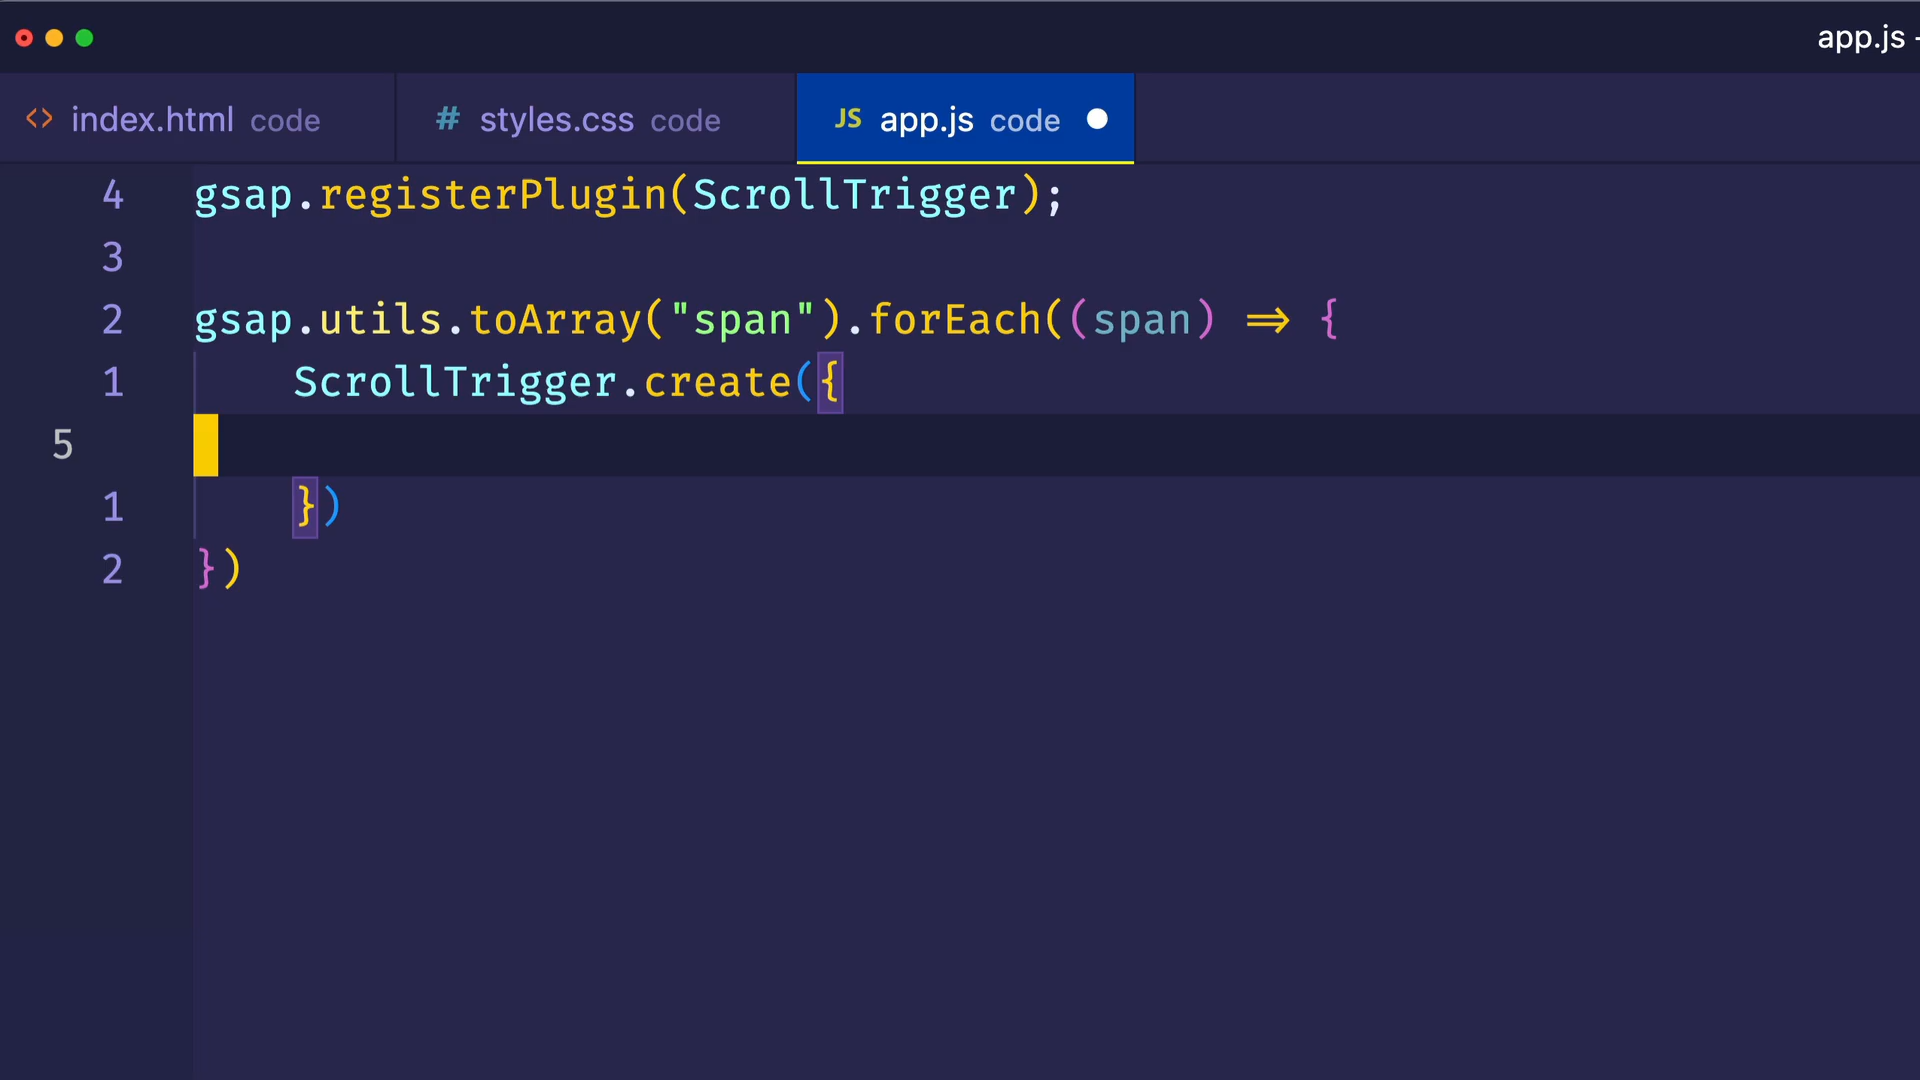 app.js -
index.html code
styles.css code
JS app.js code
4 gsap.registerPlugin(ScrollTrigger);
3
2 gsap.utils.toArray("span").forEach((span) => {
1 ScrollTrigger.create({
5
1 })
2 })